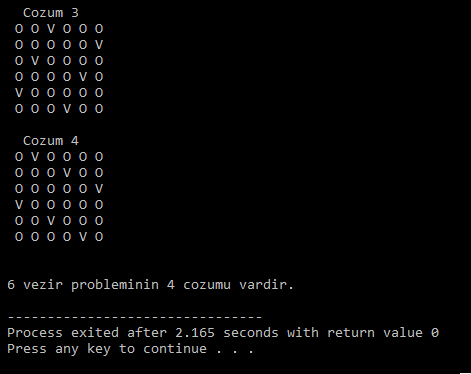 Cozum 3
O O V O O O
O O O O O V
O V O O O O
O O O O V O
V O O O O O
O O O V O O
Cozum 4
O V O O O O
O O O V O O
O O O O O V
V O O O O O
O O V O O O
O O O O V O
6 vezir probleminin 4 cozumu vardir.
--------------------------------
Process exited after 2.165 seconds with return value 0
Press any key to continue . . .